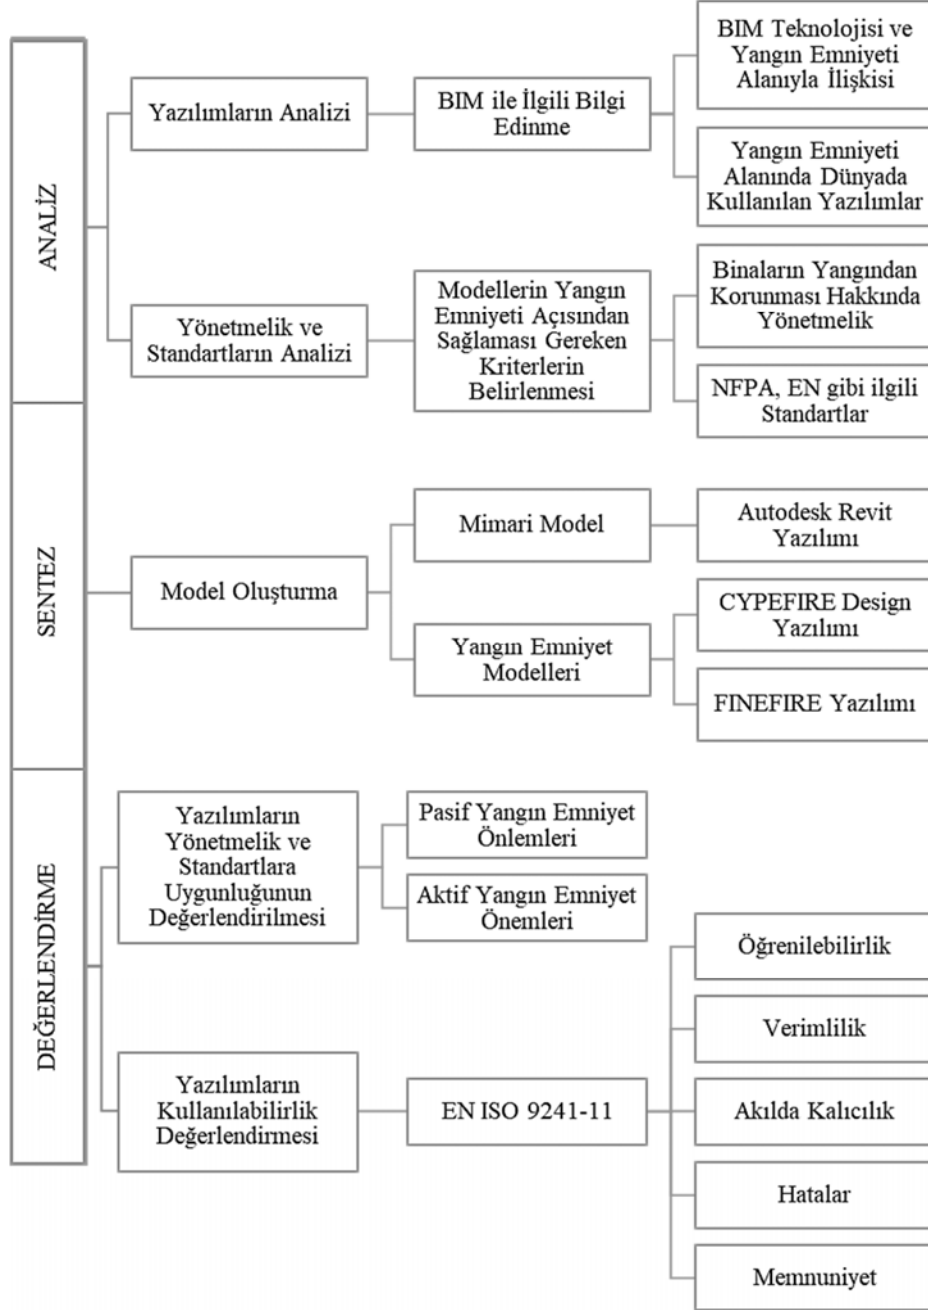 ANALİZ
Yazılımların Analizi
BIM ile İlgili Bilgi
Edinme
BIM Teknolojisi ve
Yangın Emniyeti
Alanıyla İlişkisi
Yangın Emniyeti
Alanında Dünyada
Kullanılan Yazılımlar
Yönetmelik ve
Standartların Analizi
Modellerin Yangın
Emniyeti Açısından
Sağlaması Gereken
Kriterlerin
Belirlenmesi
Binaların Yangından
Korunması Hakkında
Yönetmelik
NFPA, EN gibi ilgili
Standartlar
SENTEZ
Model Oluşturma
Mimari Model
Autodesk Revit
Yazılımı
Yangın Emniyet
Modelleri
CYPEFIRE Design
Yazılımı
FINEFIRE Yazılımı
DEĞERLENDİRME
Yazılımların
Yönetmelik ve
Standartlara
Uygunluğunun
Değerlendirilmesi
Pasif Yangın Emniyet
Önlemleri
Aktif Yangın Emniyet
Önemleri
Yazılımların
Kullanılabilirlik
Değerlendirmesi
EN ISO 9241-11
Öğrenilebilirlik
Verimlilik
Akılda Kalıcılık
Hatalar
Memnuniyet